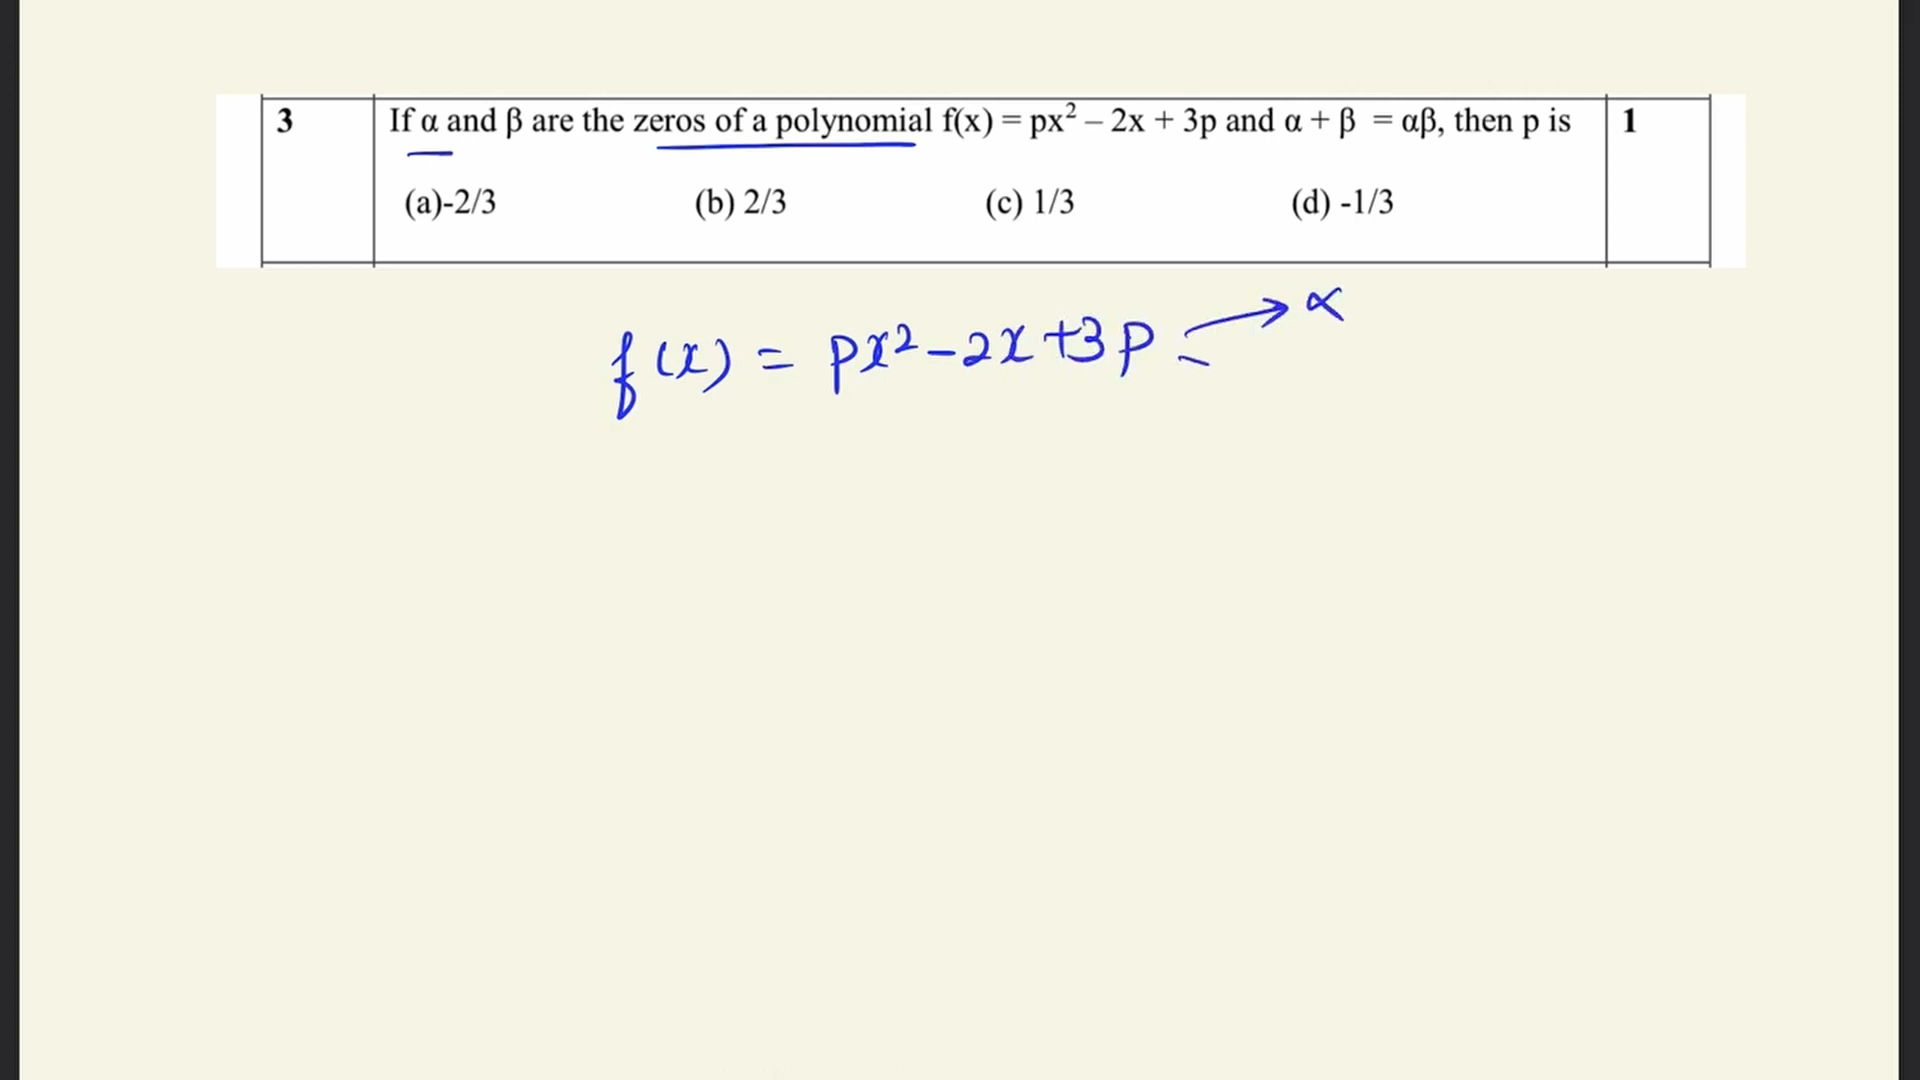 3 If α and β are the zeros of a polynomial f(x) = px² – 2x + 3p and α + β = αβ, then p is 1
(a)-2/3 (b) 2/3 (c) 1/3 (d) -1/3
f(x) = px² – 2x + 3p → α